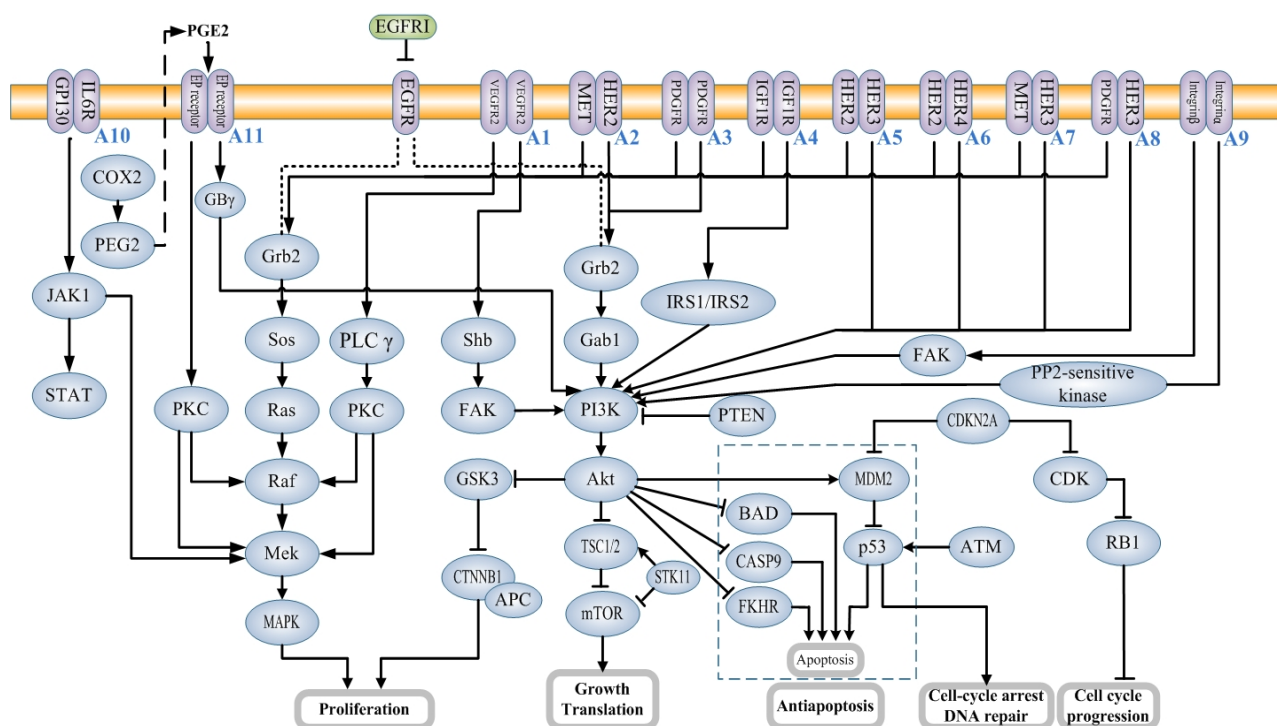 PGE2
EGFRI
GP130
IL6R
EP receptor
EP receptor
EGFR
VEGFR2
VEGFR2
MET
HER2
PDGFR
PDGFR
IGF1R
IGF1R
HER2
HER3
HER2
HER4
MET
HER3
PDGFR
HER3
Integrinβ
Integrinα
A10
A11
A1
A2
A3
A4
A5
A6
A7
A8
A9
COX2
GBγ
PEG2
Grb2
Grb2
JAK1
IRS1/IRS2
Sos
PLC γ
Shb
Gab1
FAK
PP2-sensitive
kinase
STAT
PKC
Ras
PKC
FAK
PI3K
PTEN
CDKN2A
Raf
GSK3
Akt
MDM2
CDK
BAD
Mek
TSC1/2
p53
ATM
RB1
CTNNB1
APC
STK11
CASP9
MAPK
mTOR
FKHR
Apoptosis
Proliferation
Growth
Translation
Antiapoptosis
Cell-cycle arrest
DNA repair
Cell cycle
progression